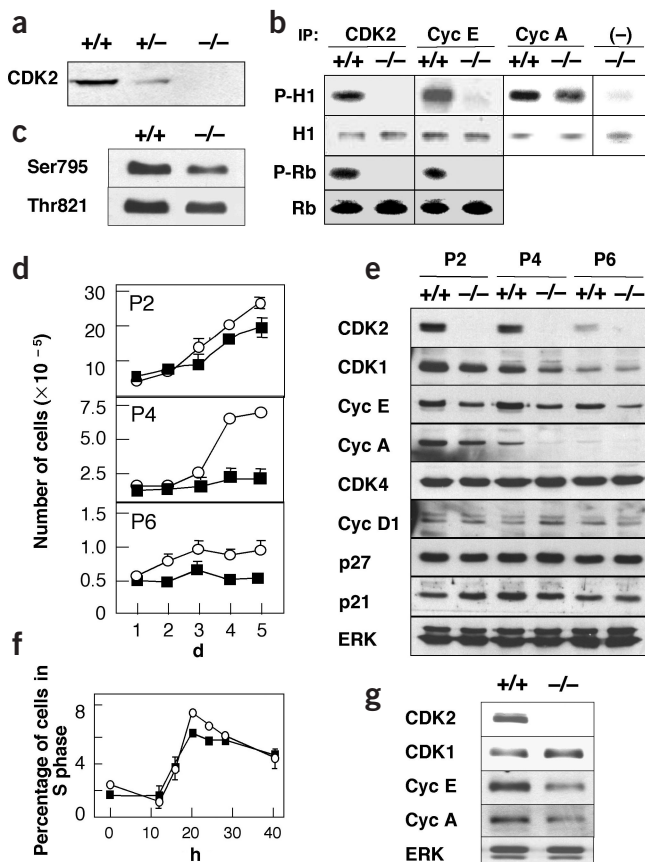 a
+/+ +/– –/–
CDK2
b
IP: CDK2 Cyc E Cyc A (–)
+/+ –/– +/+ –/– +/+ –/– –/–
P-H1
H1
P-Rb
Rb
c
+/+ –/–
Ser795
Thr821
d
Number of cells (× 10 – 5)
P2
30
20
10
P4
7.5
5.0
2.5
P6
1.5
1.0
0.5
0
1 2 3 4 5
d
e
P2 P4 P6
+/+ –/– +/+ –/– +/+ –/–
CDK2
CDK1
Cyc E
Cyc A
CDK4
Cyc D1
p27
p21
ERK
f
Percentage of cells in
S phase
8
4
0
0 10 20 30 40
h
g
+/+ –/–
CDK2
CDK1
Cyc E
Cyc A
ERK